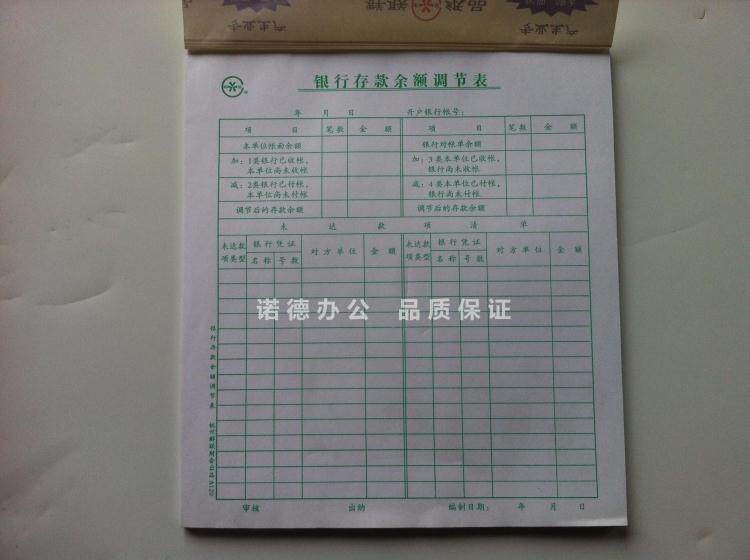 银行存款余额调节表
年 月 日 开户银行帐号：
项 目 笔数 金 额 项 目 笔数 金 额
本单位帐面余额 银行对帐单余额
加：1类银行已收帐， 加：3类本单位已收帐，
本单位尚未收帐 银行尚未收帐
减：2类银行已付帐， 减：4类本单位已付帐，
本单位尚未付帐 银行尚未付帐
调节后的存款余额 调节后的存款余额
未 达 款 项 清 单
未达款 银行凭证 对方单位 金 额 未达款 银行凭证 对方单位 金 额
项类型 名称 号数 项类型 名称 号数
诺德办公 品质保证
银行存款余额调节表
审核 出纳 编制日期： 年 月 日